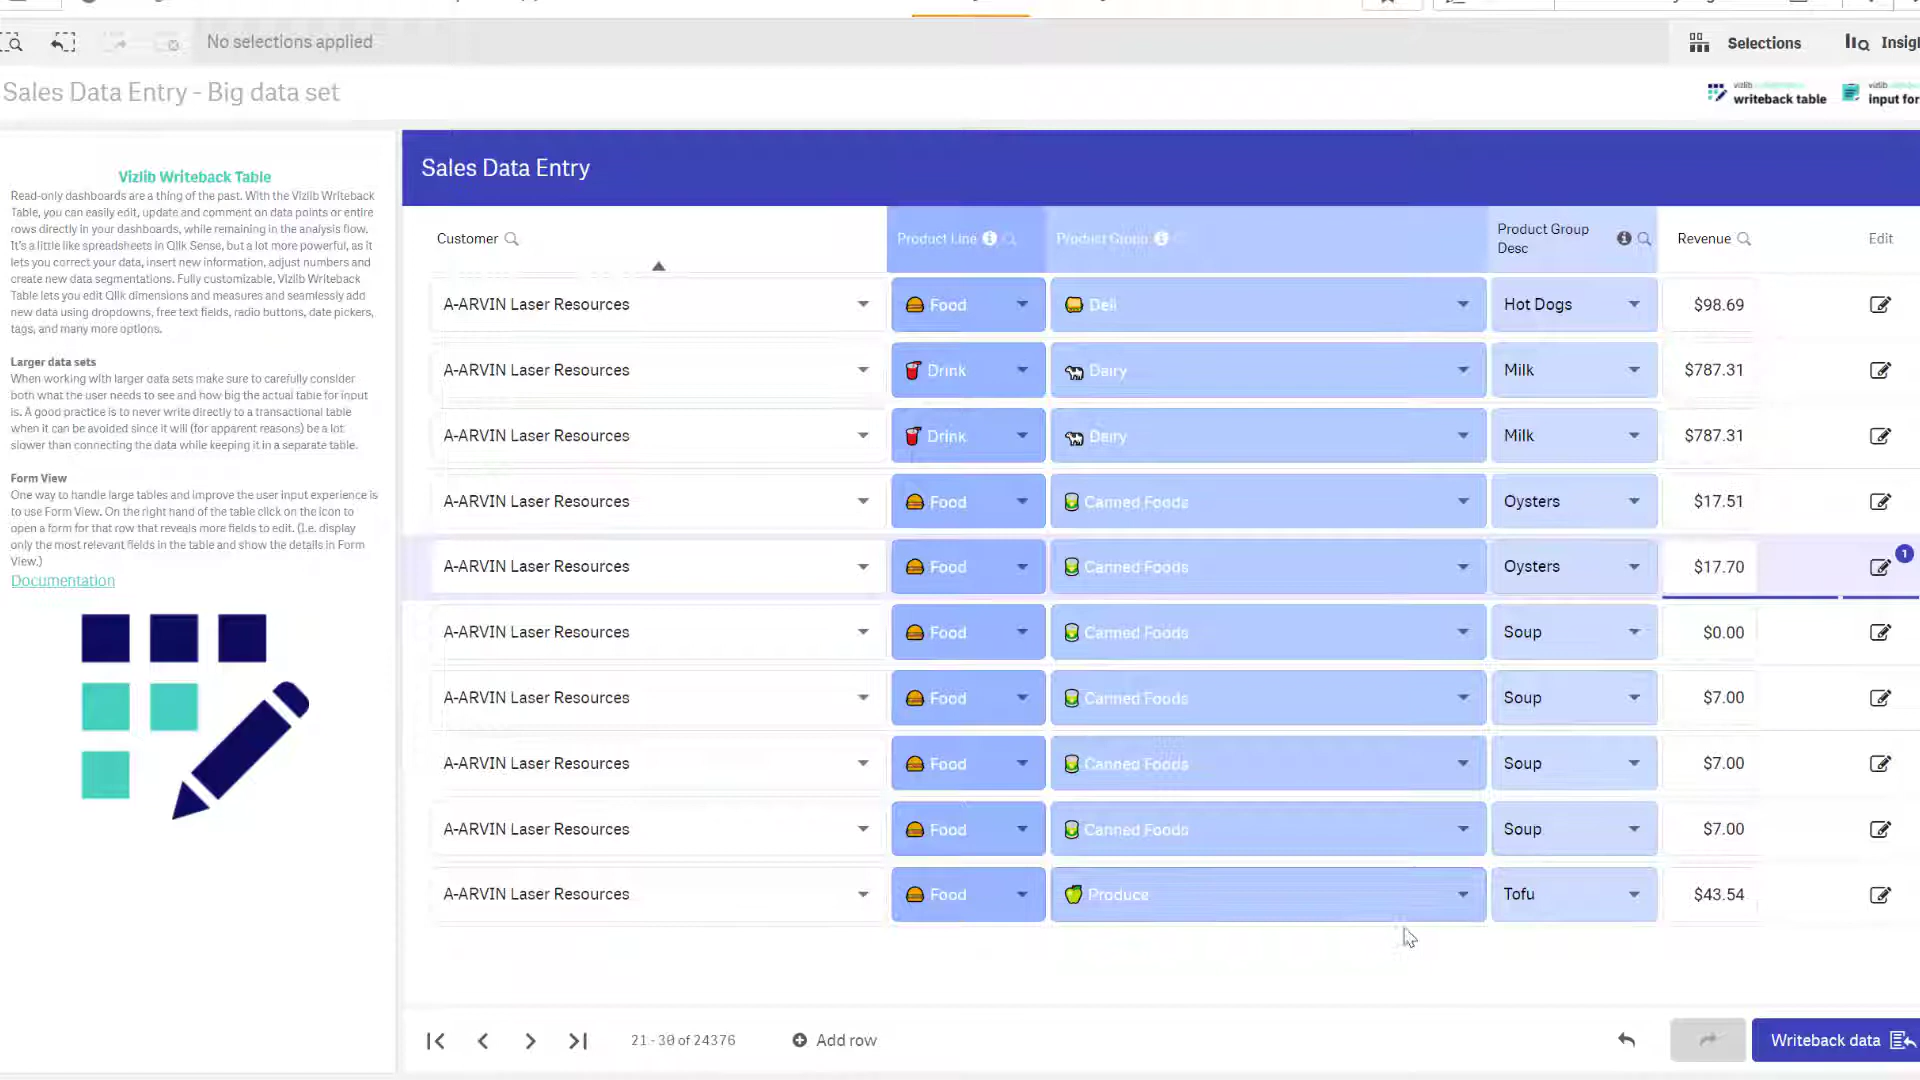 No selections applied
Selections
Insigh
Sales Data Entry - Big data set
vizlib
writeback table
vizlib
input for
Vizlib Writeback Table
Read-only dashboards are a thing of the past. With the Vizlib Writeback
Table, you can easily edit, update and comment on data points or entire
rows directly in your dashboards, while remaining in the analysis flow.
It's a little like spreadsheets in Qlik Sense, but a lot more powerful, as it
lets you correct your data, insert new information, adjust numbers and
create new data segmentations. Fully customizable, Vizlib Writeback
Table lets you edit Qlik dimensions and measures and seamlessly add
new data using dropdowns, free text fields, radio buttons, date pickers,
tags, and many more options.
Larger data sets
When working with larger data sets make sure to carefully consider
both what the user needs to see and how big the actual table for input
is. A good practice is to never write directly to a transactional table
when it can be avoided since it will (for apparent reasons) be a lot
slower than connecting the data while keeping it in a separate table.
Form View
One way to handle large tables and improve the user input experience is
to use Form View. On the right hand of the table click on the icon to
open a form for that row that reveals more fields to edit. (I.e. display
only the most relevant fields in the table and show the details in Form
View.)
Documentation
Sales Data Entry
Customer Product Line Product Group Product Group Desc Revenue Edit
A-ARVIN Laser Resources Food Deli Hot Dogs $98.69
A-ARVIN Laser Resources Drink Dairy Milk $787.31
A-ARVIN Laser Resources Drink Dairy Milk $787.31
A-ARVIN Laser Resources Food Canned Foods Oysters $17.51
A-ARVIN Laser Resources Food Canned Foods Oysters $17.70 1
A-ARVIN Laser Resources Food Canned Foods Soup $0.00
A-ARVIN Laser Resources Food Canned Foods Soup $7.00
A-ARVIN Laser Resources Food Canned Foods Soup $7.00
A-ARVIN Laser Resources Food Canned Foods Soup $7.00
A-ARVIN Laser Resources Food Produce Tofu $43.54
21 - 30 of 24376
Add row
Writeback data